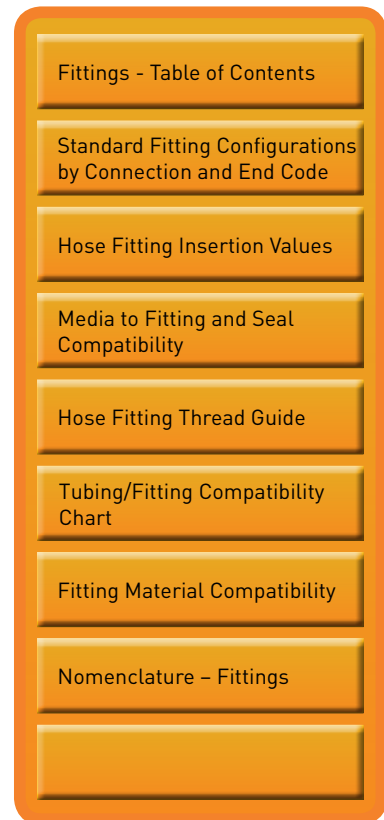 Fittings - Table of Contents
Standard Fitting Configurations
by Connection and End Code
Hose Fitting Insertion Values
Media to Fitting and Seal
Compatibility
Hose Fitting Thread Guide
Tubing/Fitting Compatibility
Chart
Fitting Material Compatibility
Nomenclature – Fittings